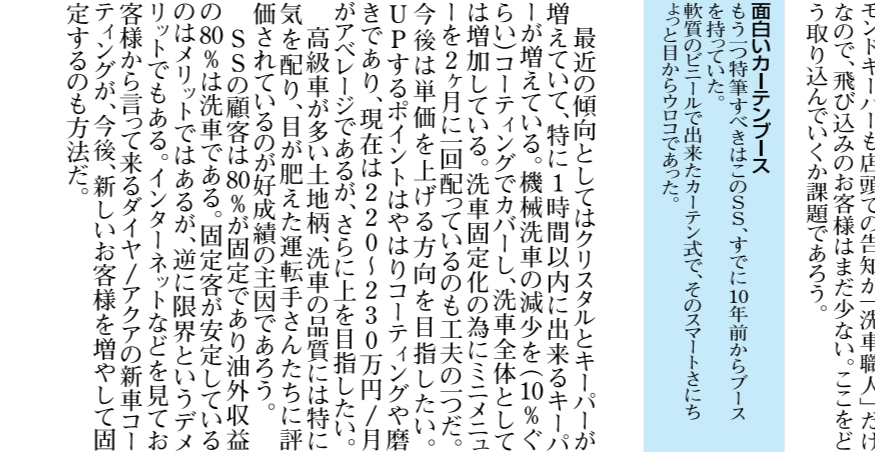 モンドキーパーも店頭での告知が「洗車職人」だけ
なので、飛び込みのお客様はまだ少ない。ここをど
う取り込んでいくか課題であろう。
面白いカーテンブース
もう一つ特筆すべきはこのSS、すでに10年前からブース
を持っていた。
軟質のビニールで出来たカーテン式で、そのスマートさにち
ょっと目からウロコであった。
最近の傾向としてはクリスタルとキーパーが
増えていて、特に1時間以内に出来るキーパ
ーが増えている。機械洗車の減少を(10%ぐ
らい)コーティングでカバーし、洗車全体として
は増加している。洗車固定化の為にミニメニュ
ーを2ヶ月に一回配っているのも工夫の一つだ。
今後は単価を上げる方向を目指したい。
UPするポイントはやはりコーティングや磨
きであり、現在は220~230万円/月
がアベレージであるが、さらに上を目指したい。
高級車が多い土地柄、洗車の品質には特に
気を配り、目が肥えた運転手さんたちに評
価されているのが好成績の主因であろう。
SSの顧客は80%が固定であり油外収益
の80%は洗車である。固定客が安定している
のはメリットではあるが、逆に限界というデメ
リットでもある。インターネットなどを見てお
客様から言って来るダイヤ/アクアの新車コー
ティングが、今後、新しいお客様を増やして固
定するのも方法だ。